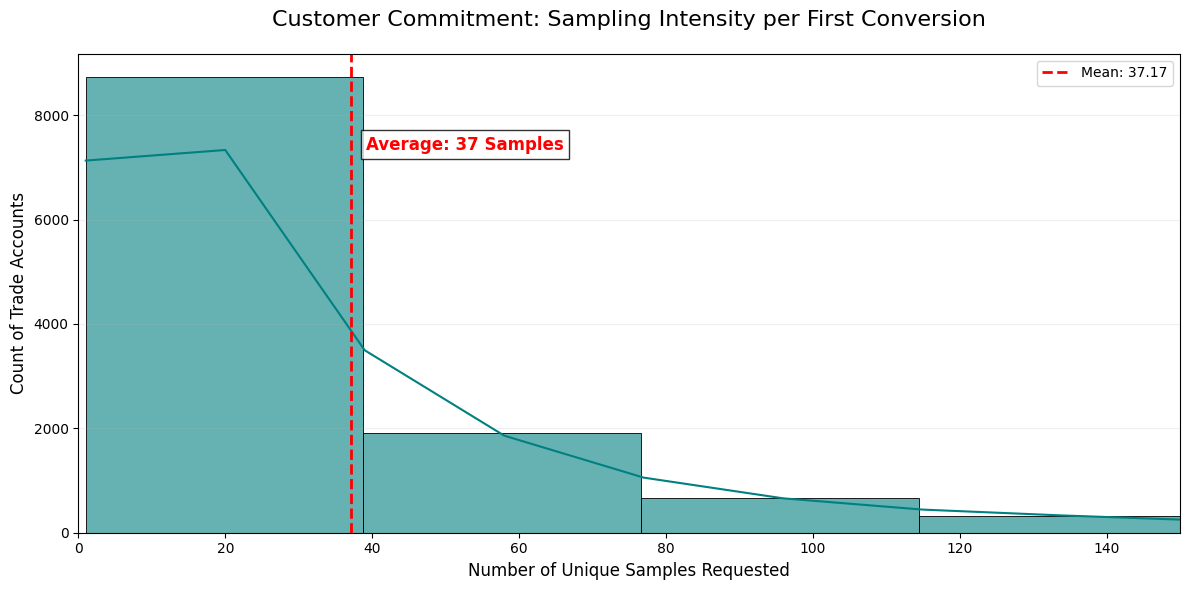 Customer Commitment: Sampling Intensity per First Conversion
Mean: 37.17
Average: 37 Samples
Count of Trade Accounts
8000
6000
4000
2000
0
0 20 40 60 80 100 120 140
Number of Unique Samples Requested